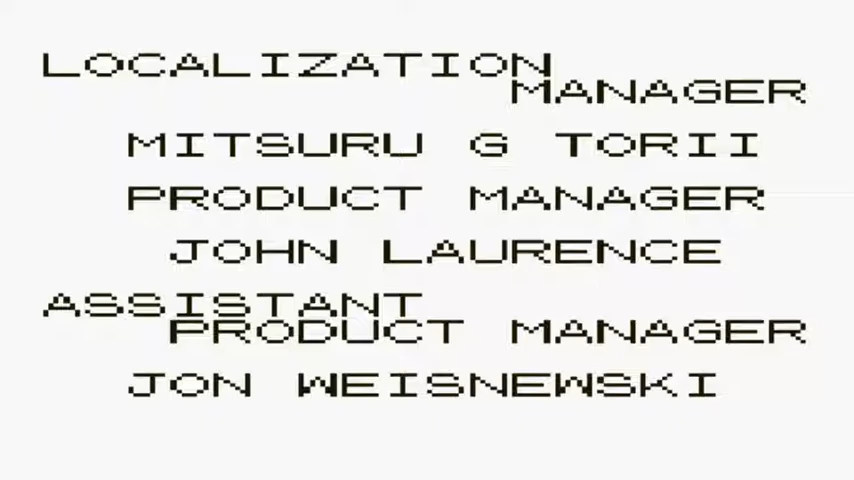 LOCALIZATION
MANAGER
MITSURU G TORII
PRODUCT MANAGER
JOHN LAURENCE
ASSISTANT
PRODUCT MANAGER
JON WEISNEWSKI